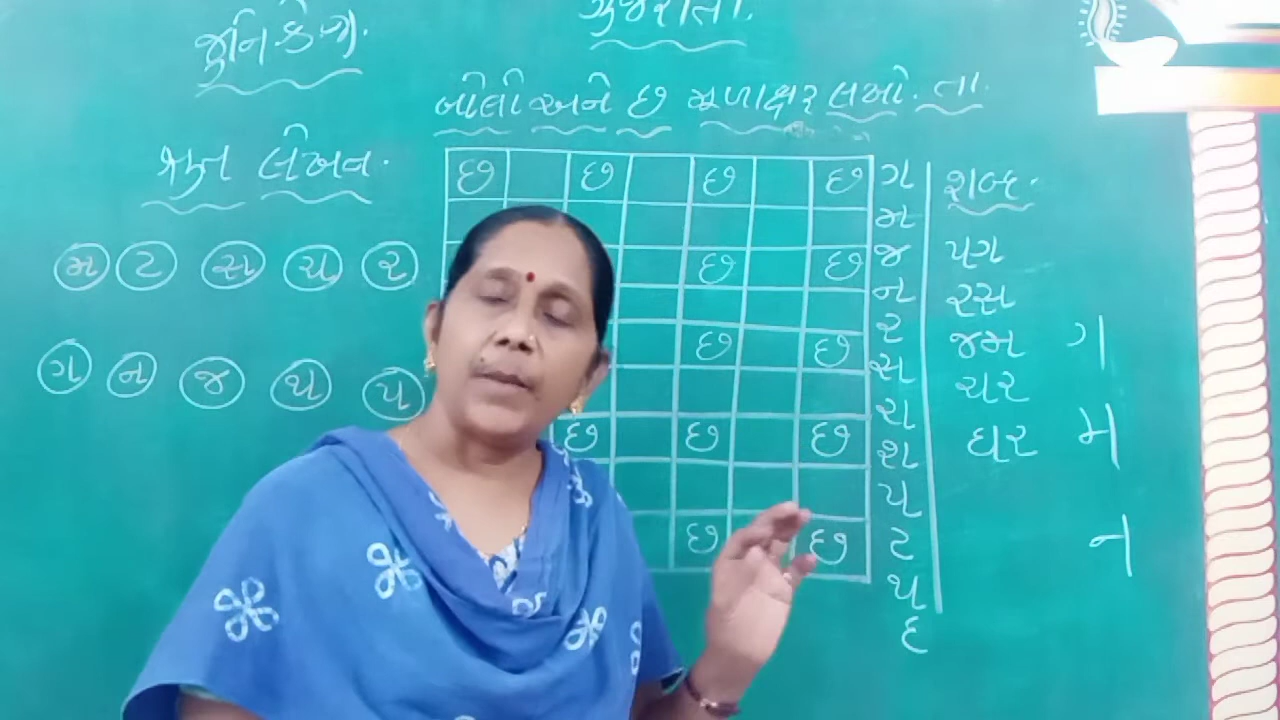 જુનિ કે.જી.
ગુજરાતી.
બોલી અને છ મૂળાક્ષર લખો. તા.
શ્રુત લેખન.
મ ટ સ ચ ર
ગ ન જ થ પ
છ છ છ છ
છ છ
છ છ
છ છ છ
છ છ
ગ
મ
જ
ન
ર
સ
શ
પ
ટ
દ
શબ્દ.
પગ
રસ
જમ
ચર
ઘર
ગ
મ
ન